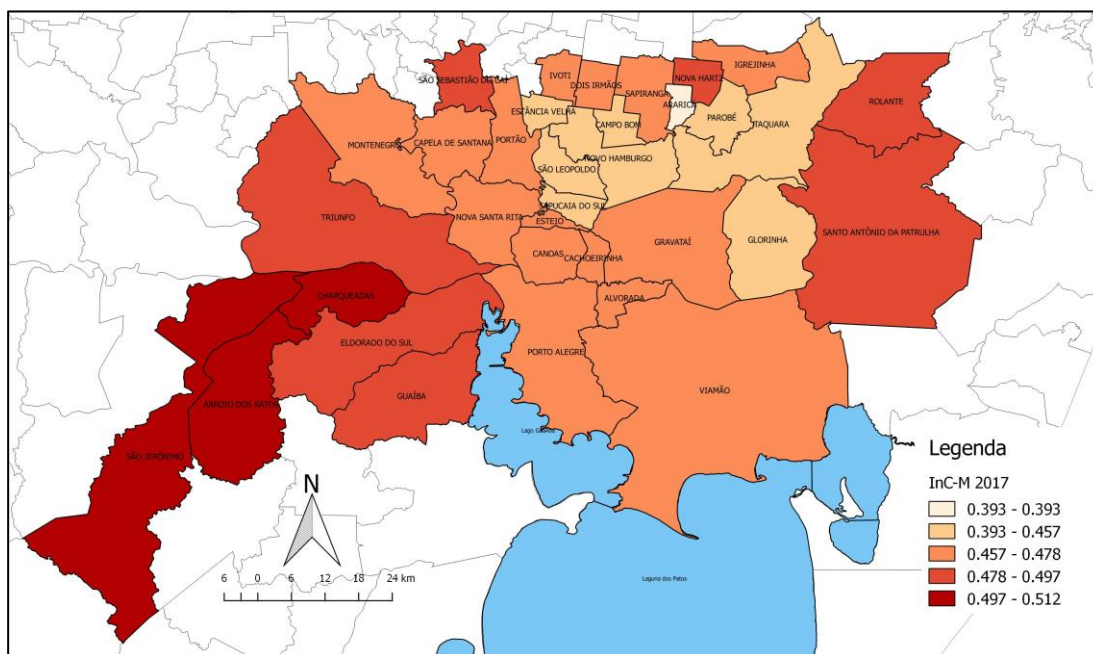 SÃO SEBASTIÃO DO CAÍ
IVOTI
DOIS IRMÃOS
SAPIRANGA
NOVA HARTZ
IGREJINHA
ARARICÁ
ROLANTE
ESTÂNCIA VELHA
CAMPO BOM
PAROBÉ
TAQUARA
MONTENEGRO
CAPELA DE SANTANA
PORTÃO
NOVO HAMBURGO
SÃO LEOPOLDO
SAPUCAIA DO SUL
TRIUNFO
NOVA SANTA RITA
ESTEIO
GRAVATAÍ
GLORINHA
SANTO ANTÔNIO DA PATRULHA
CANOAS
CACHOEIRINHA
CHARQUEADAS
ALVORADA
ELDORADO DO SUL
PORTO ALEGRE
VIAMÃO
GUAÍBA
ARROIO DOS RATOS
Lago Guaíba
SÃO JERÔNIMO
N
6 0 6 12 18 24 km
Laguna dos Patos
Legenda
InC-M 2017
0.393 - 0.393
0.393 - 0.457
0.457 - 0.478
0.478 - 0.497
0.497 - 0.512